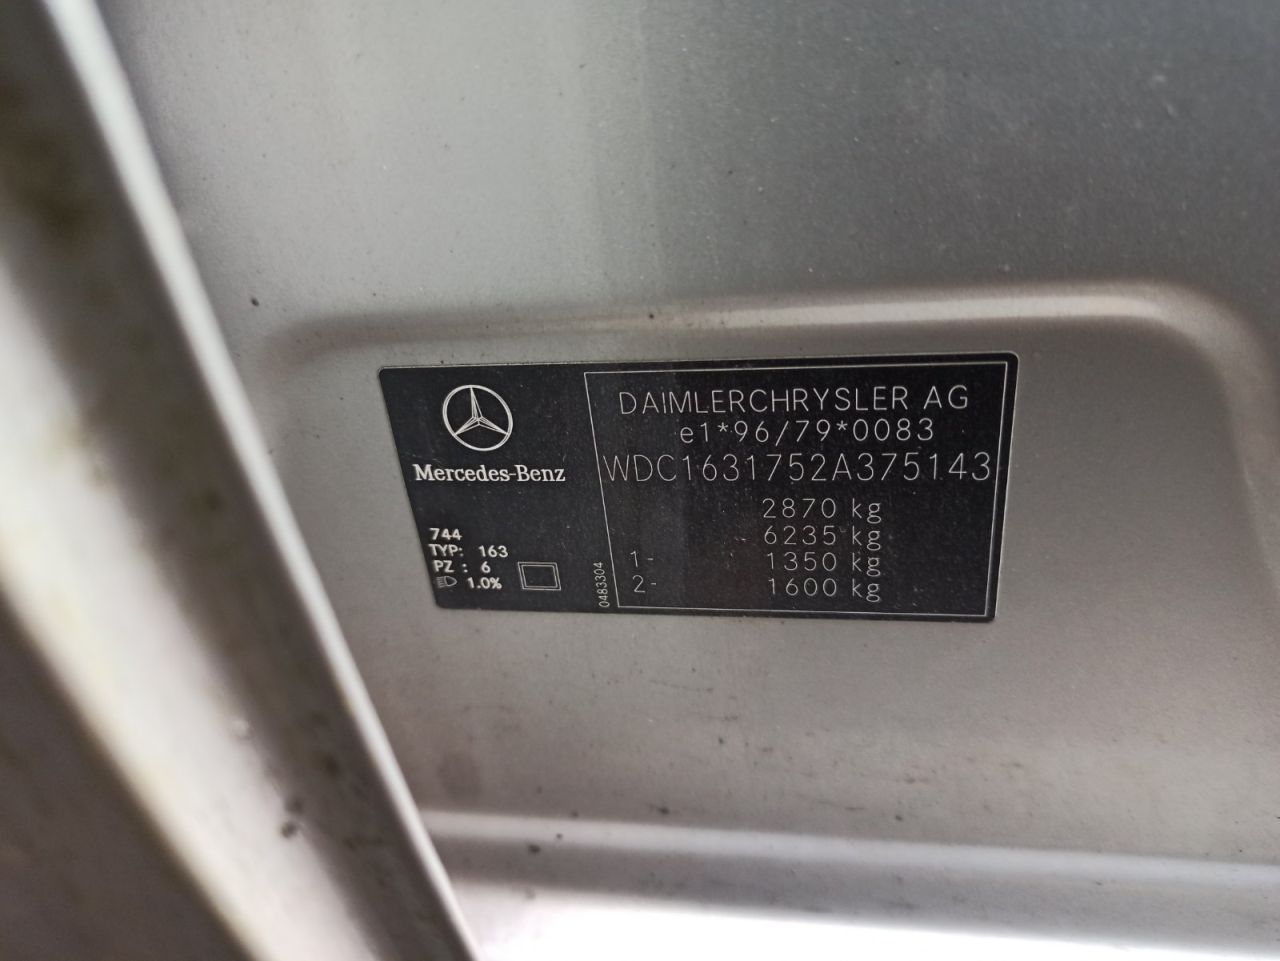 Mercedes-Benz
744
TYP: 163
PZ : 6
1.0%
0483304
DAIMLERCHRYSLER AG
e1*96/79*0083
WDC1631752A375143
2870 kg
6235 kg
1- 1350 kg
2- 1600 kg